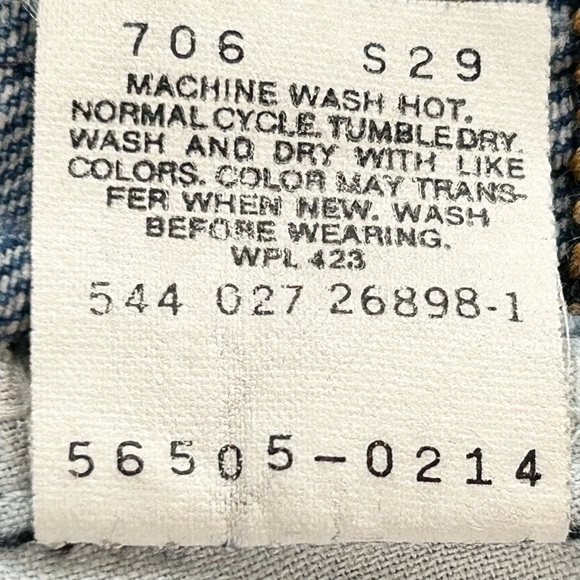 706 S29
MACHINE WASH HOT.
NORMAL CYCLE. TUMBLE DRY.
WASH AND DRY WITH LIKE
COLORS. COLOR MAY TRANS-
FER WHEN NEW. WASH
BEFORE WEARING.
WPL 423
544 027 26898-1
56505-0214